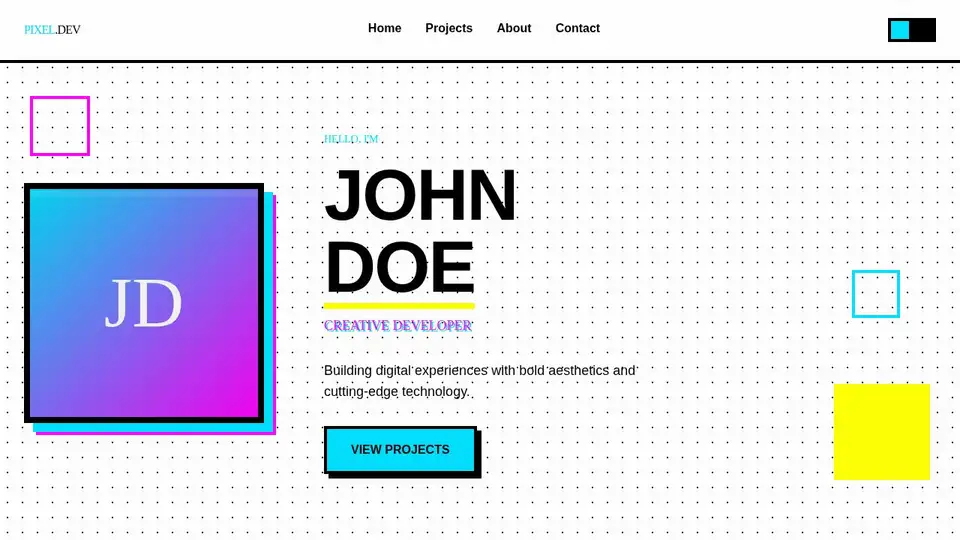 PIXEL.DEV
Home Projects About Contact
HELLO, I'M
JOHN
DOE
CREATIVE DEVELOPER
JD
Building digital experiences with bold aesthetics and
cutting-edge technology.
VIEW PROJECTS